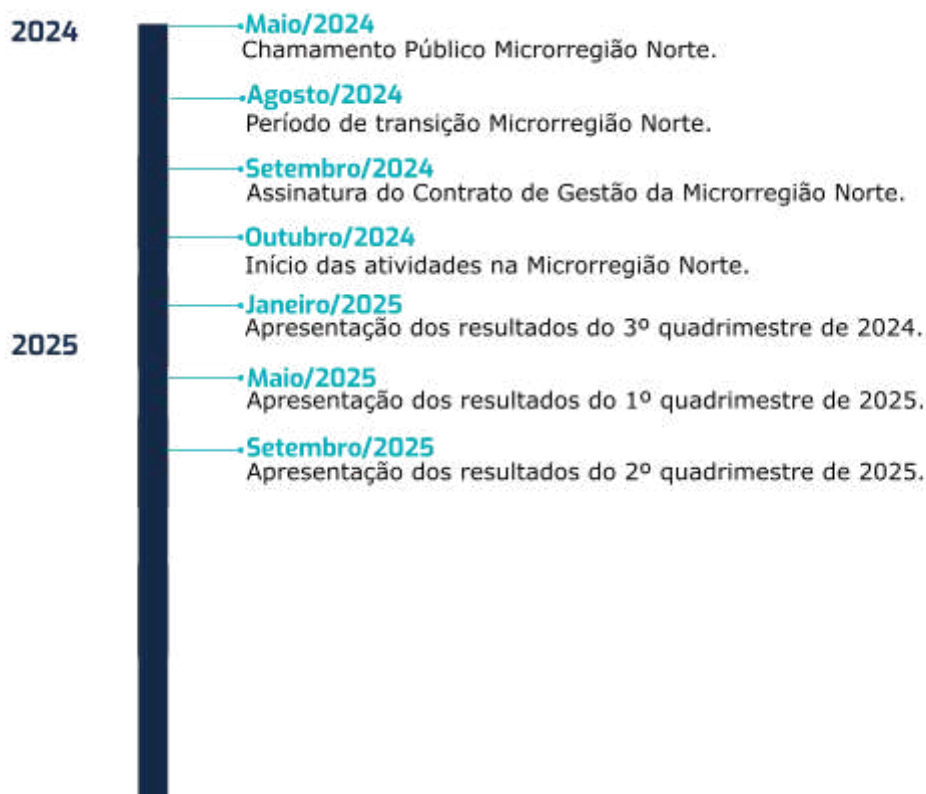 2024
Maio/2024
Chamamento Público Microrregião Norte.
Agosto/2024
Período de transição Microrregião Norte.
Setembro/2024
Assinatura do Contrato de Gestão da Microrregião Norte.
Outubro/2024
Início das atividades na Microrregião Norte.
Janeiro/2025
Apresentação dos resultados do 3º quadrimestre de 2024.
2025
Maio/2025
Apresentação dos resultados do 1º quadrimestre de 2025.
Setembro/2025
Apresentação dos resultados do 2º quadrimestre de 2025.